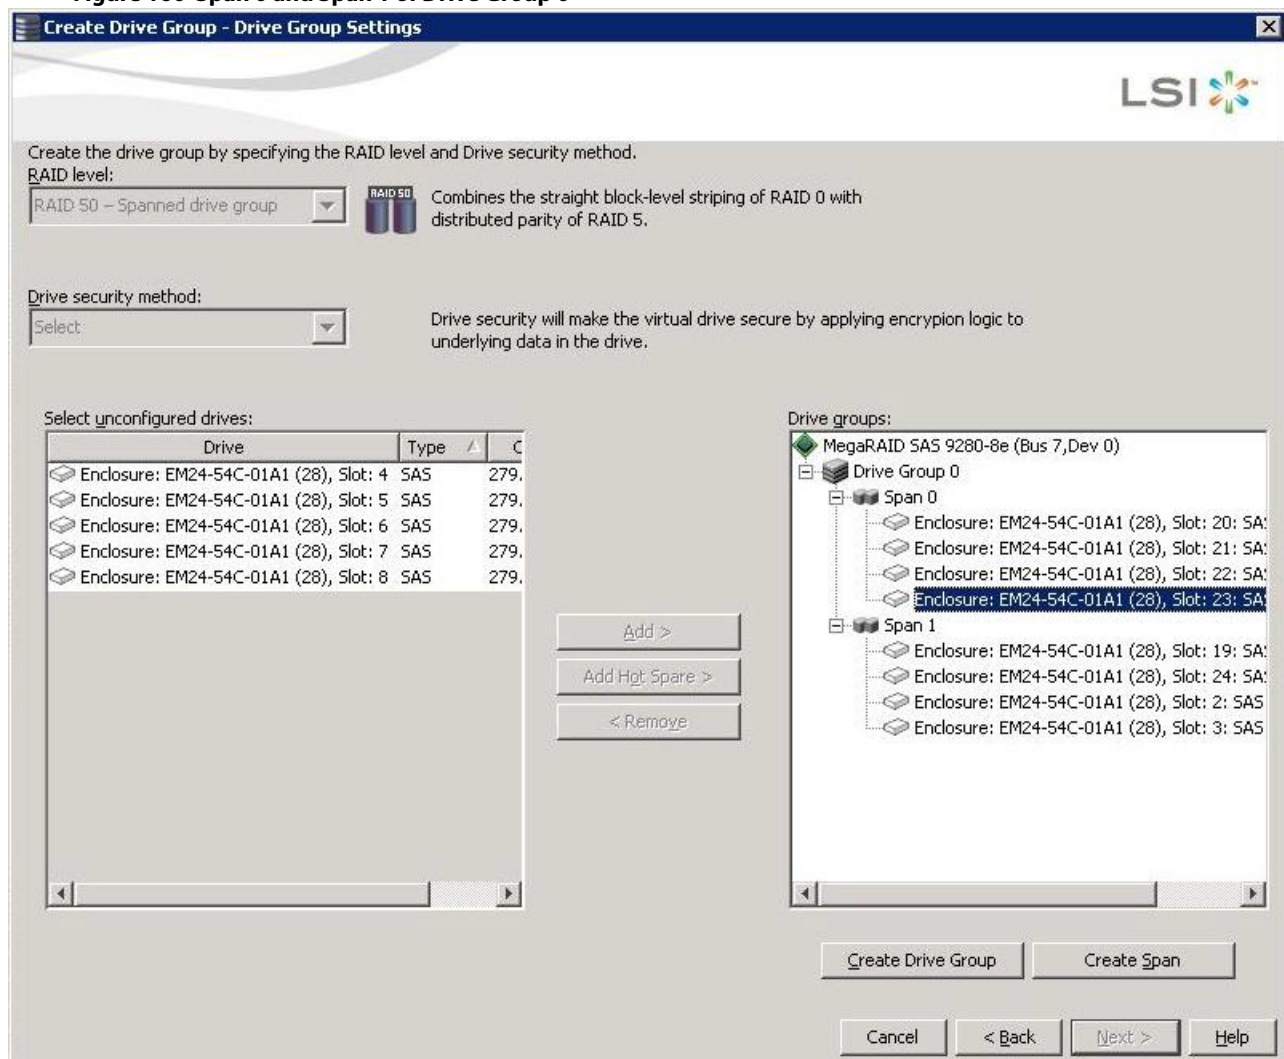 Create Drive Group - Drive Group Settings
LSI
Create the drive group by specifying the RAID level and Drive security method.
RAID level:
RAID 50 – Spanned drive group
RAID 50
Combines the straight block-level striping of RAID 0 with
distributed parity of RAID 5.
Drive security method:
Select
Drive security will make the virtual drive secure by applying encrypion logic to
underlying data in the drive.
Select unconfigured drives:
Drive Type C
Enclosure: EM24-54C-01A1 (28), Slot: 4 SAS 279.
Enclosure: EM24-54C-01A1 (28), Slot: 5 SAS 279.
Enclosure: EM24-54C-01A1 (28), Slot: 6 SAS 279.
Enclosure: EM24-54C-01A1 (28), Slot: 7 SAS 279.
Enclosure: EM24-54C-01A1 (28), Slot: 8 SAS 279.
Add >
Add Hot Spare >
< Remove
Drive groups:
MegaRAID SAS 9280-8e (Bus 7,Dev 0)
Drive Group 0
Span 0
Enclosure: EM24-54C-01A1 (28), Slot: 20: SA
Enclosure: EM24-54C-01A1 (28), Slot: 21: SA
Enclosure: EM24-54C-01A1 (28), Slot: 22: SA
Enclosure: EM24-54C-01A1 (28), Slot: 23: SA
Span 1
Enclosure: EM24-54C-01A1 (28), Slot: 19: SA
Enclosure: EM24-54C-01A1 (28), Slot: 24: SA
Enclosure: EM24-54C-01A1 (28), Slot: 2: SAS
Enclosure: EM24-54C-01A1 (28), Slot: 3: SAS
Create Drive Group
Create Span
Cancel
< Back
Next >
Help